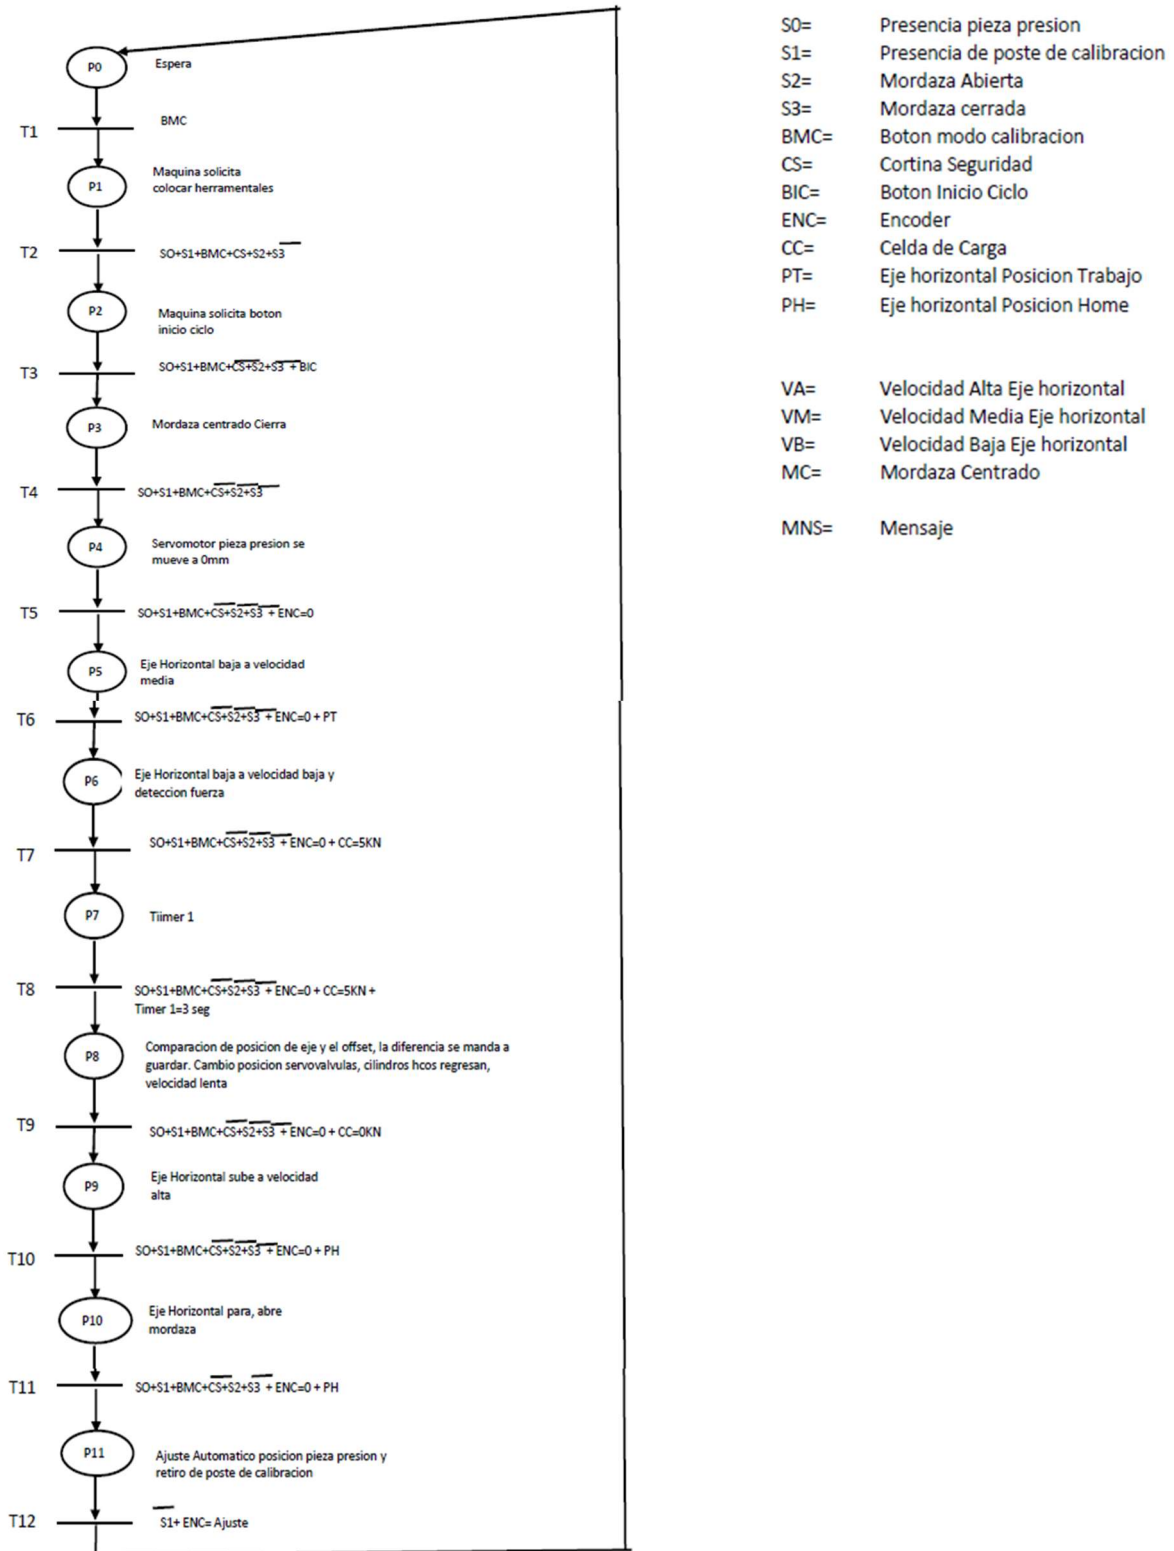 P0
Espera
T1
BMC
P1
Maquina solicita
colocar herramentales
T2
SO+S1+BMC+CS+S2+S3
P2
Maquina solicita boton
inicio ciclo
T3
SO+S1+BMC+CS+S2+S3 + BIC
P3
Mordaza centrado Cierra
T4
SO+S1+BMC+CS+S2+S3
P4
Servomotor pieza presion se
mueve a 0mm
T5
SO+S1+BMC+CS+S2+S3 + ENC=0
P5
Eje Horizontal baja a velocidad
media
T6
SO+S1+BMC+CS+S2+S3 + ENC=0 + PT
P6
Eje Horizontal baja a velocidad baja y
deteccion fuerza
T7
SO+S1+BMC+CS+S2+S3 + ENC=0 + CC=5KN
P7
Tiimer 1
T8
SO+S1+BMC+CS+S2+S3 + ENC=0 + CC=5KN +
Timer 1=3 seg
P8
Comparacion de posicion de eje y el offset, la diferencia se manda a
guardar. Cambio posicion servovalvulas, cilindros hcos regresan,
velocidad lenta
T9
SO+S1+BMC+CS+S2+S3 + ENC=0 + CC=0KN
P9
Eje Horizontal sube a velocidad
alta
T10
SO+S1+BMC+CS+S2+S3 + ENC=0 + PH
P10
Eje Horizontal para, abre
mordaza
T11
SO+S1+BMC+CS+S2+S3 + ENC=0 + PH
P11
Ajuste Automatico posicion pieza presion y
retiro de poste de calibracion
T12
S1+ ENC= Ajuste
S0= Presencia pieza presion
S1= Presencia de poste de calibracion
S2= Mordaza Abierta
S3= Mordaza cerrada
BMC= Boton modo calibracion
CS= Cortina Seguridad
BIC= Boton Inicio Ciclo
ENC= Encoder
CC= Celda de Carga
PT= Eje horizontal Posicion Trabajo
PH= Eje horizontal Posicion Home
VA= Velocidad Alta Eje horizontal
VM= Velocidad Media Eje horizontal
VB= Velocidad Baja Eje horizontal
MC= Mordaza Centrado
MNS= Mensaje